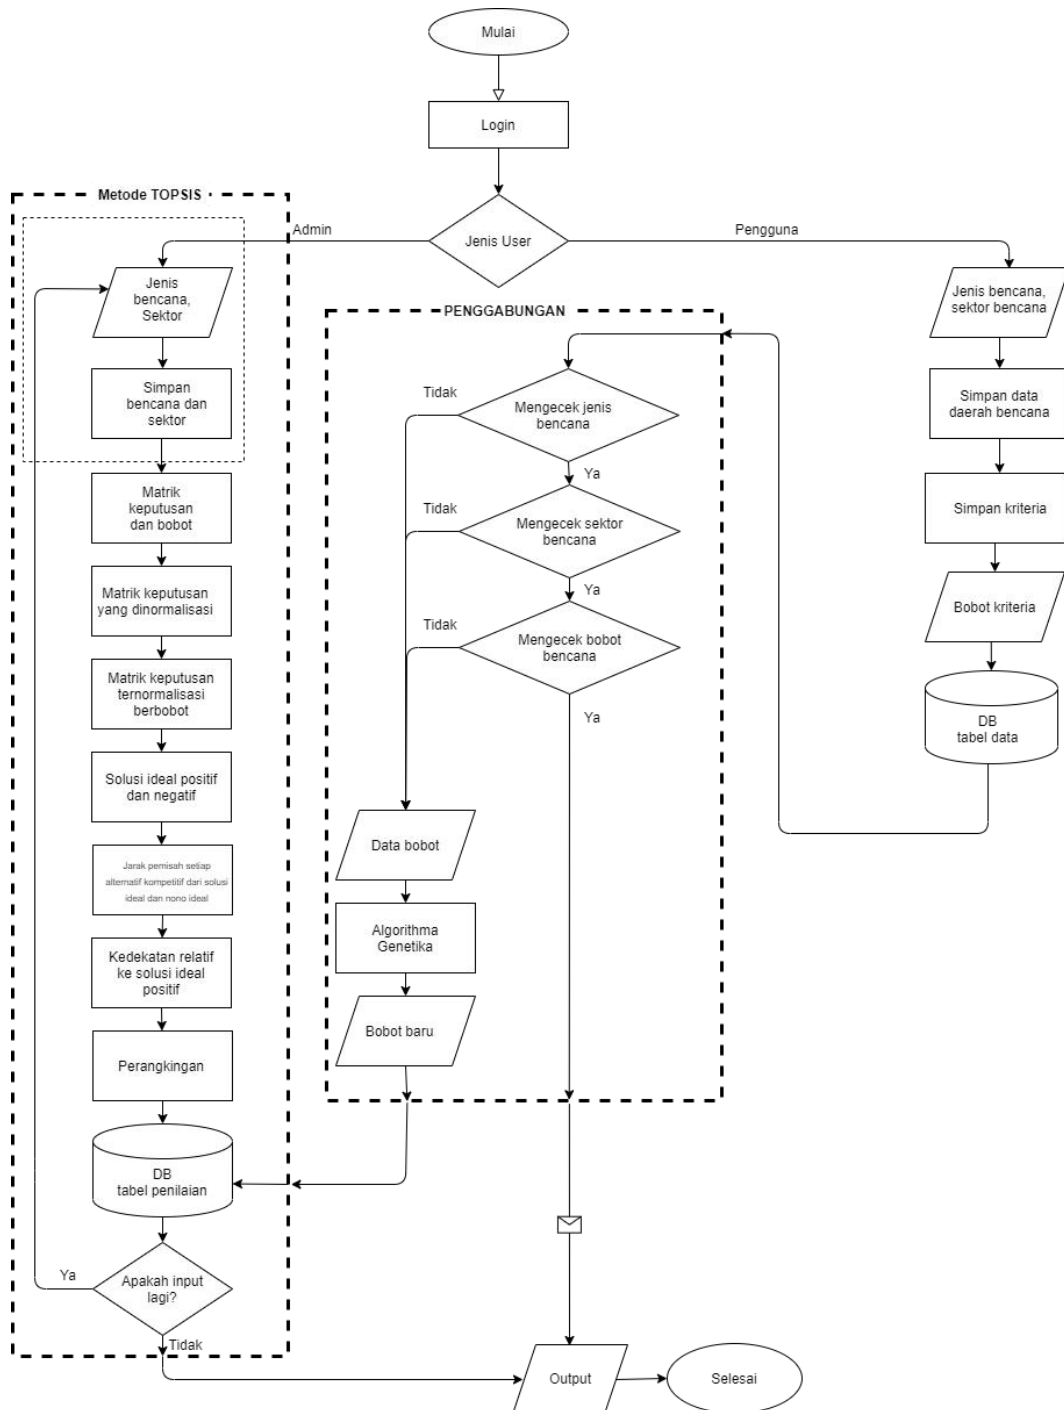 Mulai
Login
Jenis User
Admin
Pengguna
Metode TOPSIS
Jenis
bencana,
Sektor
Simpan
bencana dan
sektor
Matrik
keputusan
dan bobot
Matrik keputusan
yang dinormalisasi
Matrik keputusan
ternormalisasi
berbobot
Solusi ideal positif
dan negatif
Jarak pemisah setiap
alternatif kompetitif dari solusi
ideal dan nono ideal
Kedekatan relatif
ke solusi ideal
positif
Perangkingan
DB
tabel penilaian
Apakah input
lagi?
Ya
Tidak
PENGGABUNGAN
Mengecek jenis
bencana
Tidak
Ya
Mengecek sektor
bencana
Tidak
Ya
Mengecek bobot
bencana
Tidak
Ya
Data bobot
Algorithma
Genetika
Bobot baru
Jenis bencana,
sektor bencana
Simpan data
daerah bencana
Simpan kriteria
Bobot kriteria
DB
tabel data
Output
Selesai